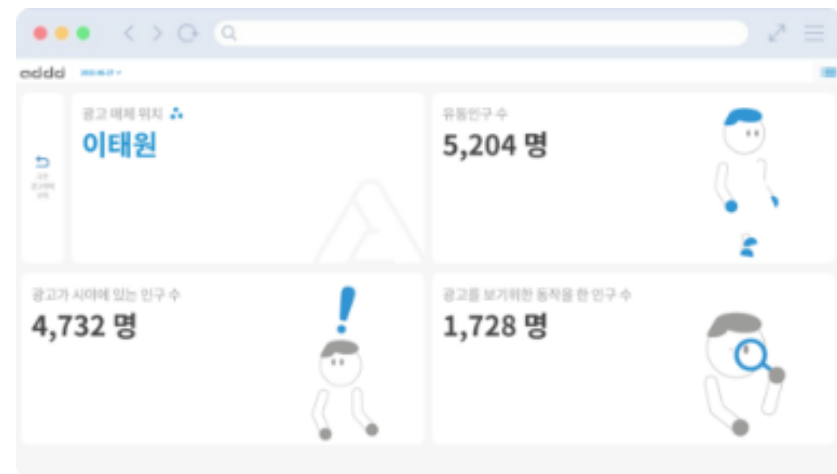 addd
광고 매체 위치
이태원
유동인구 수
5,204 명
광고가 시야에 있는 인구 수
4,732 명
광고를 보기위한 동작을 한 인구 수
1,728 명